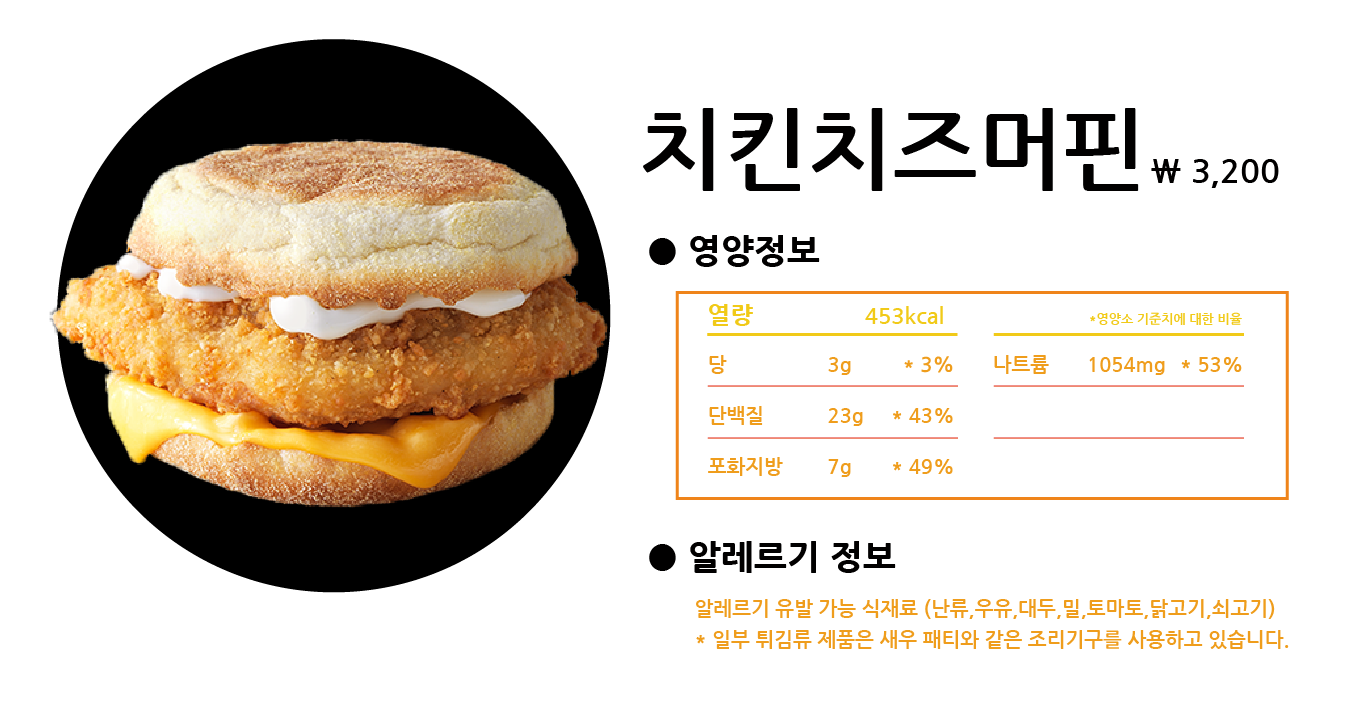 치킨치즈머핀 ₩ 3,200
● 영양정보
열량 453kcal *영양소 기준치에 대한 비율
당 3g * 3% 나트륨 1054mg * 53%
단백질 23g * 43%
포화지방 7g * 49%
● 알레르기 정보
알레르기 유발 가능 식재료 (난류,우유,대두,밀,토마토,닭고기,쇠고기)
* 일부 튀김류 제품은 새우 패티와 같은 조리기구를 사용하고 있습니다.